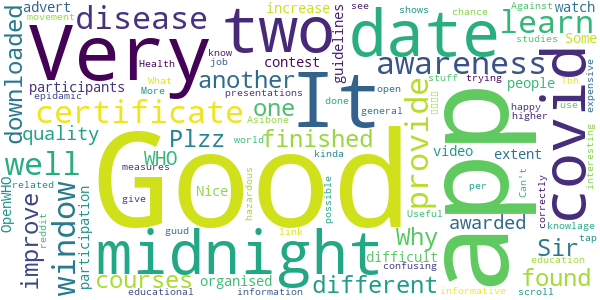 advert
increase
see
shows
chance
Against
watch
movement
disease
two
date
learn
Some
studies
downloaded
Very
know
job
contest
guidelines
stuff
trying
participants
Health
another
awareness
people
open
What
More
presentations
done
general
happy
higher
epidemic
certificate
one
It
app
covid
expensive
quality
Plzz
finished
Asibone
world
provide
use
interesting
well
WHO
kinda
video
extent
per
Can't
OpenWHO
related
measures
Nice
hazardous
possible
awarded
correctly
knowlage
improve
window
participation
give
Good
Useful
Why
Sir
tap
reddit
midnight
guud
link
difficult
confusing
education
courses
organised
different
found
educational
information
informative
scroll